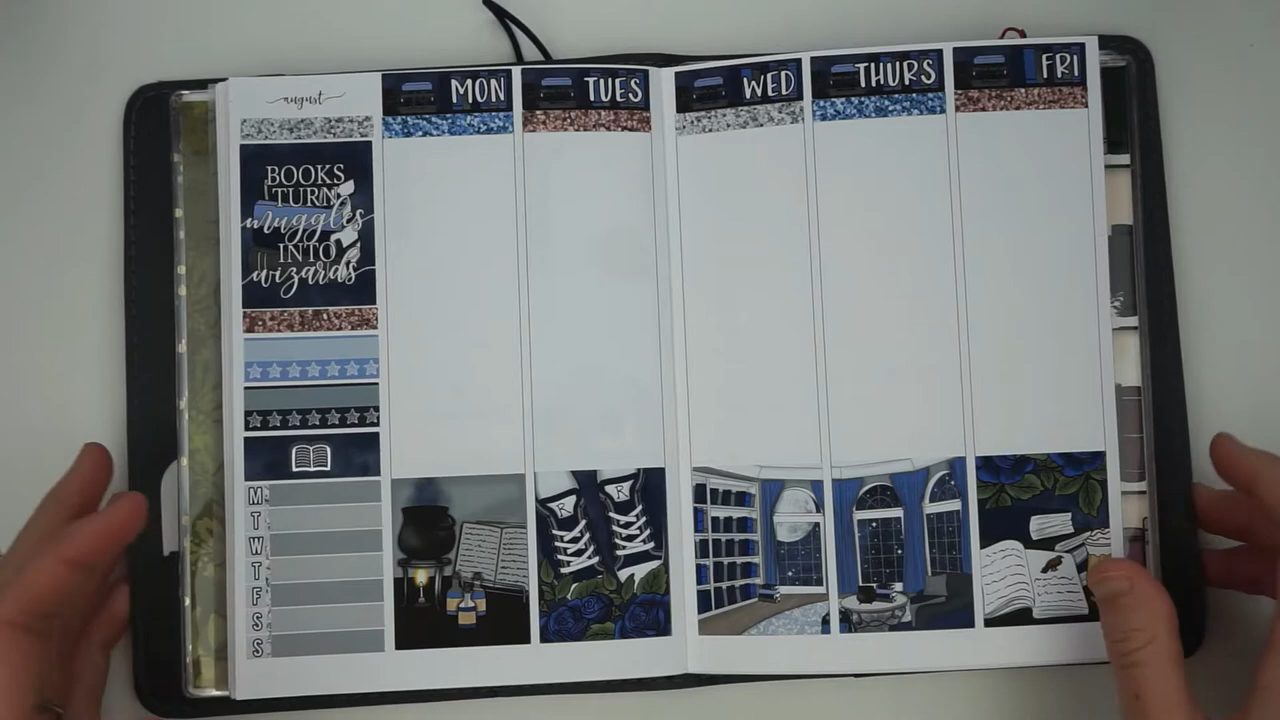 august
MON
TUES
WED
THURS
FRI
BOOKS
TURN
muggles
INTO
wizards
M
T
W
T
F
S
S
R
R